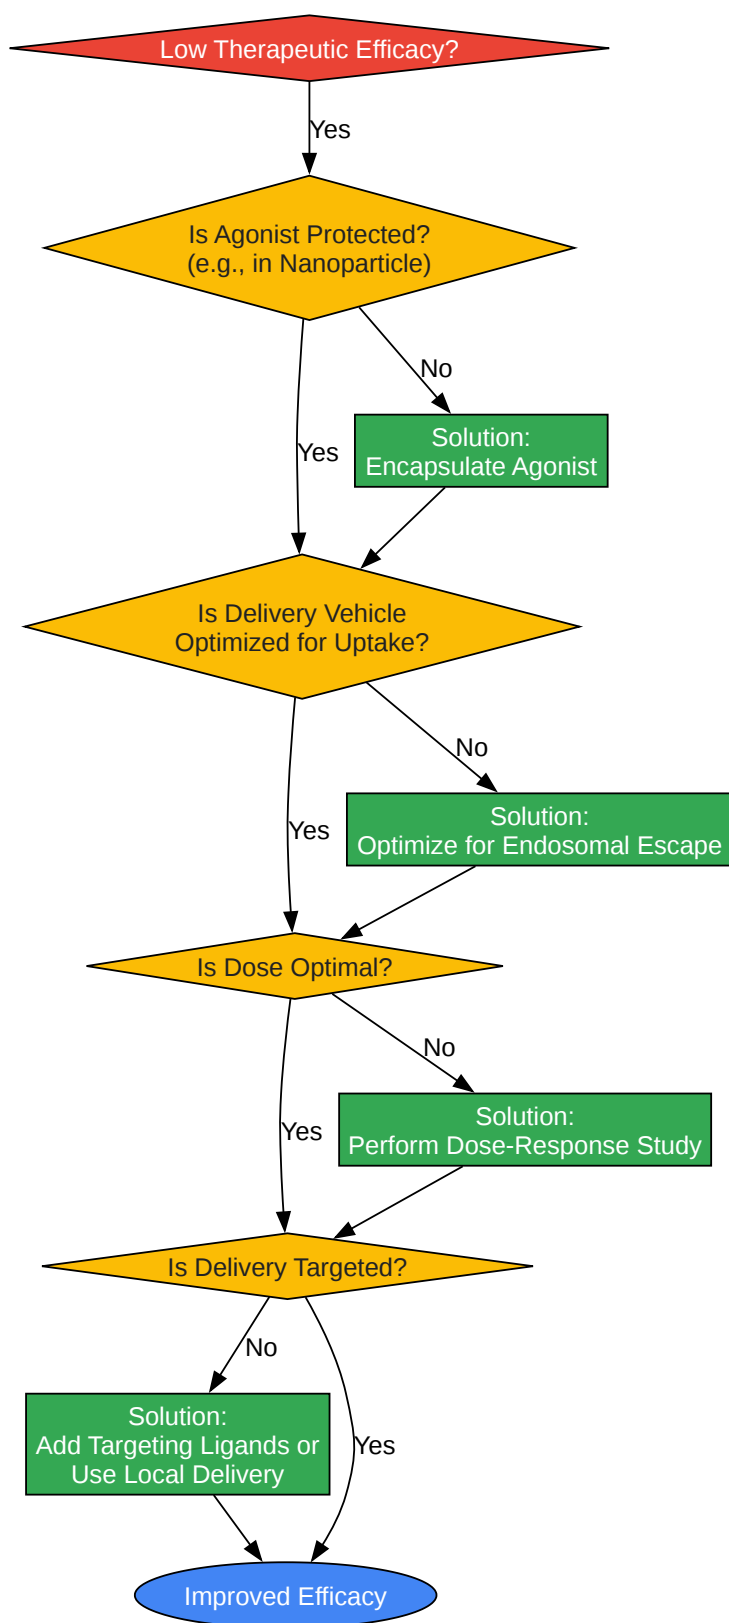 Low Therapeutic Efficacy?
Yes
Is Agonist Protected?
(e.g., in Nanoparticle)
No
Solution:
Encapsulate Agonist
Yes
Is Delivery Vehicle
Optimized for Uptake?
No
Solution:
Optimize for Endosomal Escape
Yes
Is Dose Optimal?
No
Solution:
Perform Dose-Response Study
Yes
Is Delivery Targeted?
No
Solution:
Add Targeting Ligands or
Use Local Delivery
Yes
Improved Efficacy